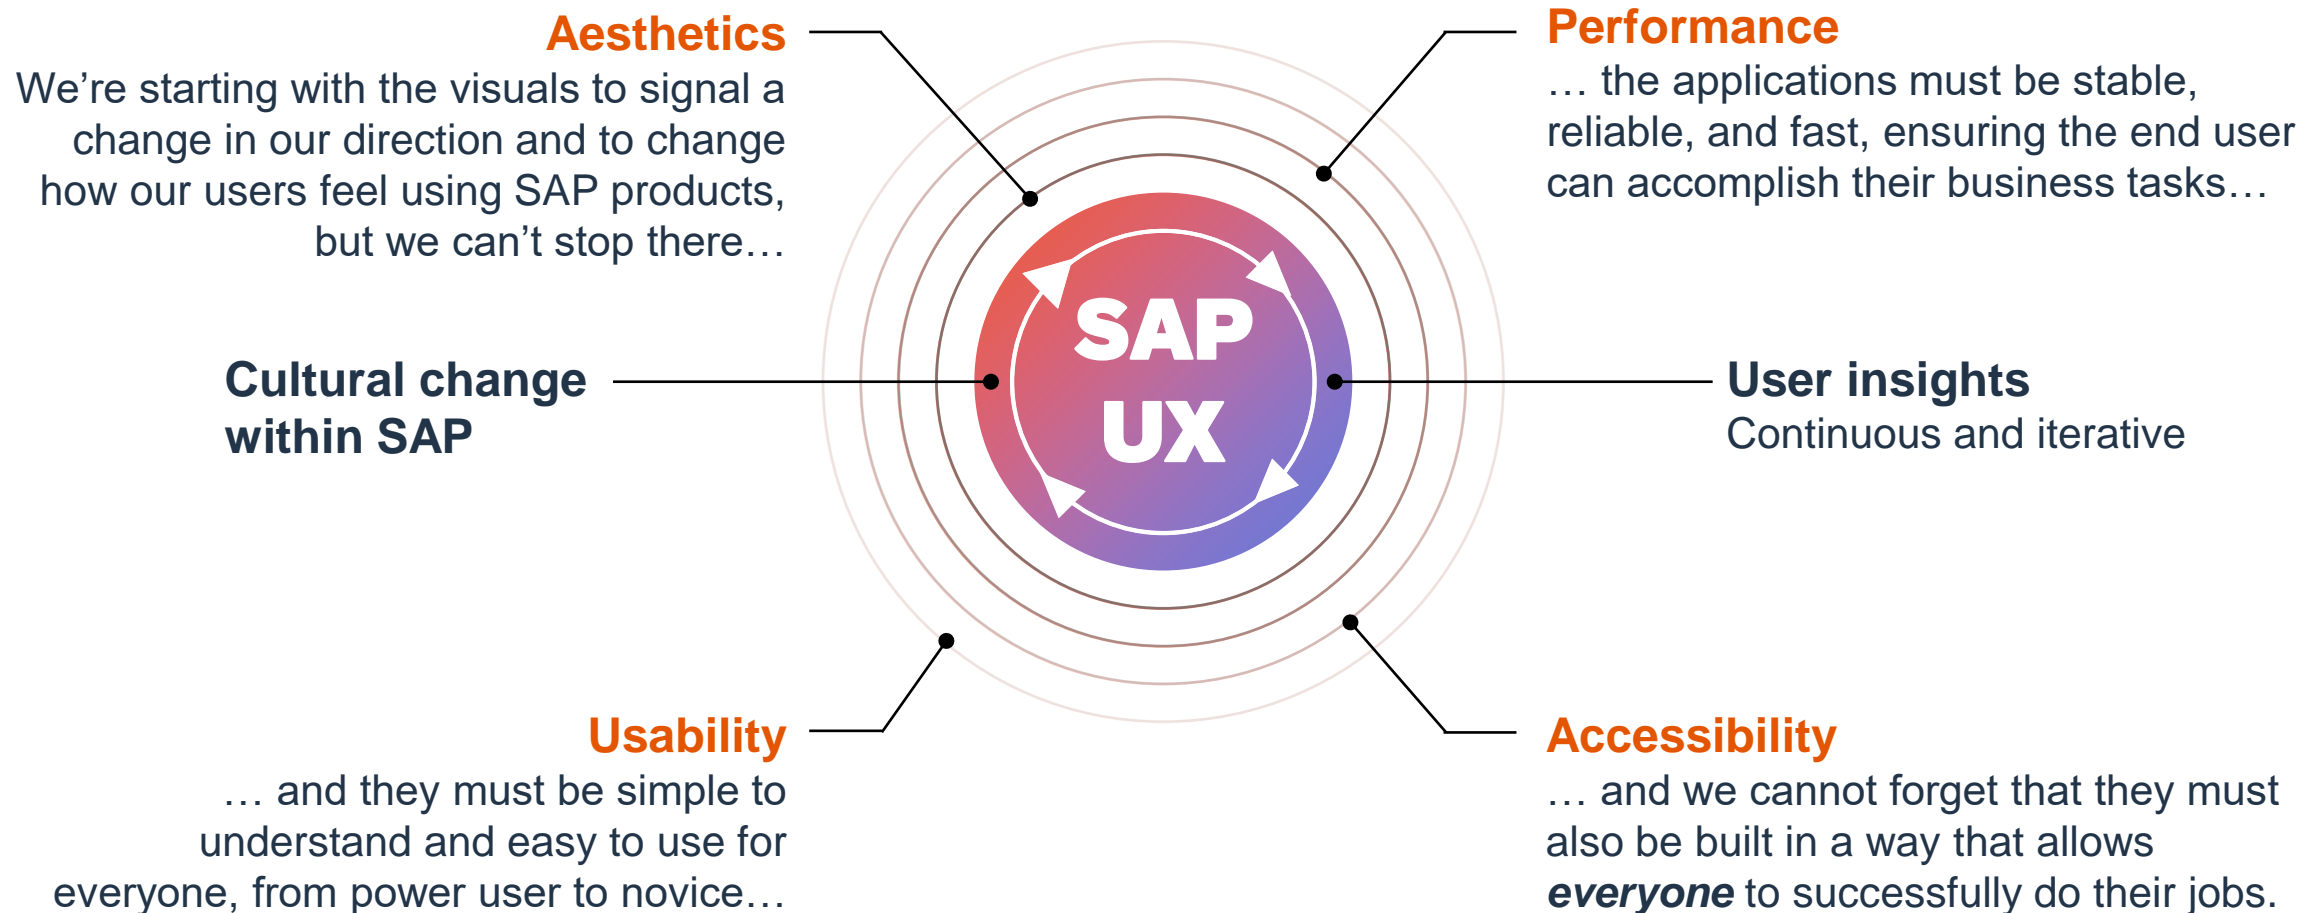 Aesthetics
We’re starting with the visuals to signal a
change in our direction and to change
how our users feel using SAP products,
but we can’t stop there…
Performance
… the applications must be stable,
reliable, and fast, ensuring the end user
can accomplish their business tasks…
Cultural change
within SAP
SAP
UX
User insights
Continuous and iterative
Usability
… and they must be simple to
understand and easy to use for
everyone, from power user to novice…
Accessibility
… and we cannot forget that they must
also be built in a way that allows
everyone to successfully do their jobs.